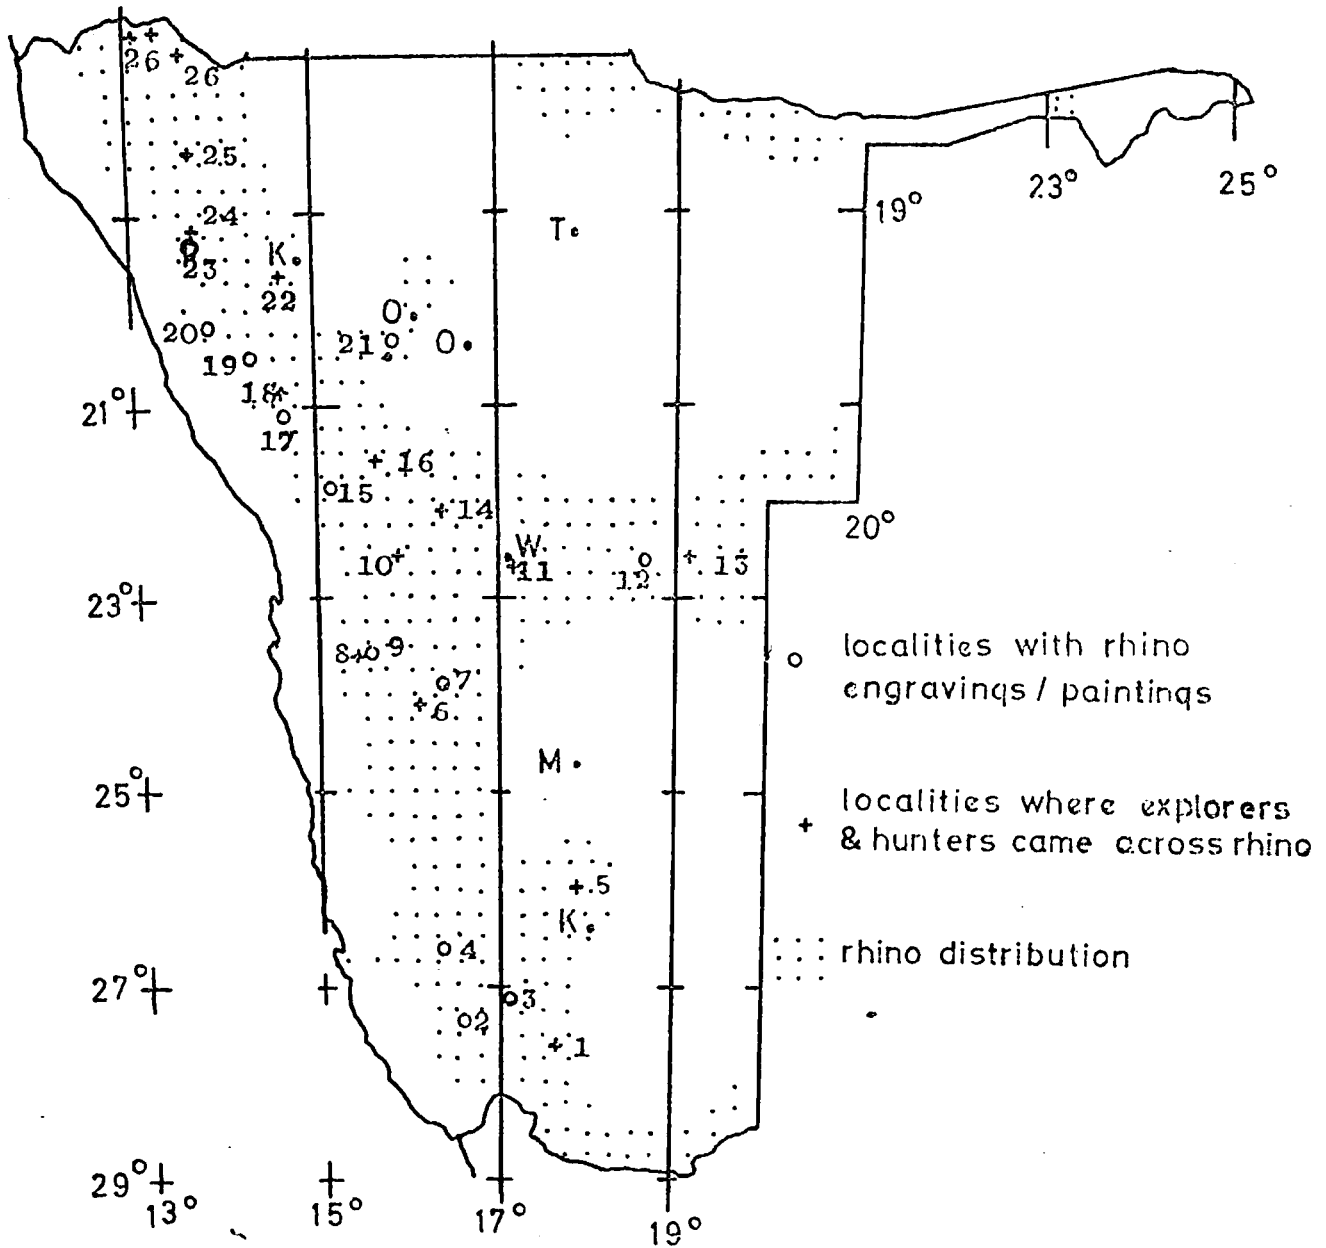 26
26
25
24
23
K.
22
T.
O.
20
21
O.
19
18
17
16
15
14
10
W.
11
12
13
8 9
7
6
M.
.5
K.
4
3
2
1
23° 25°
19°
21°
20°
23°
25°
27°
29°
13° 15° 17° 19°
localities with rhino
engravings / paintings
localities where explorers
& hunters came across rhino
rhino distribution